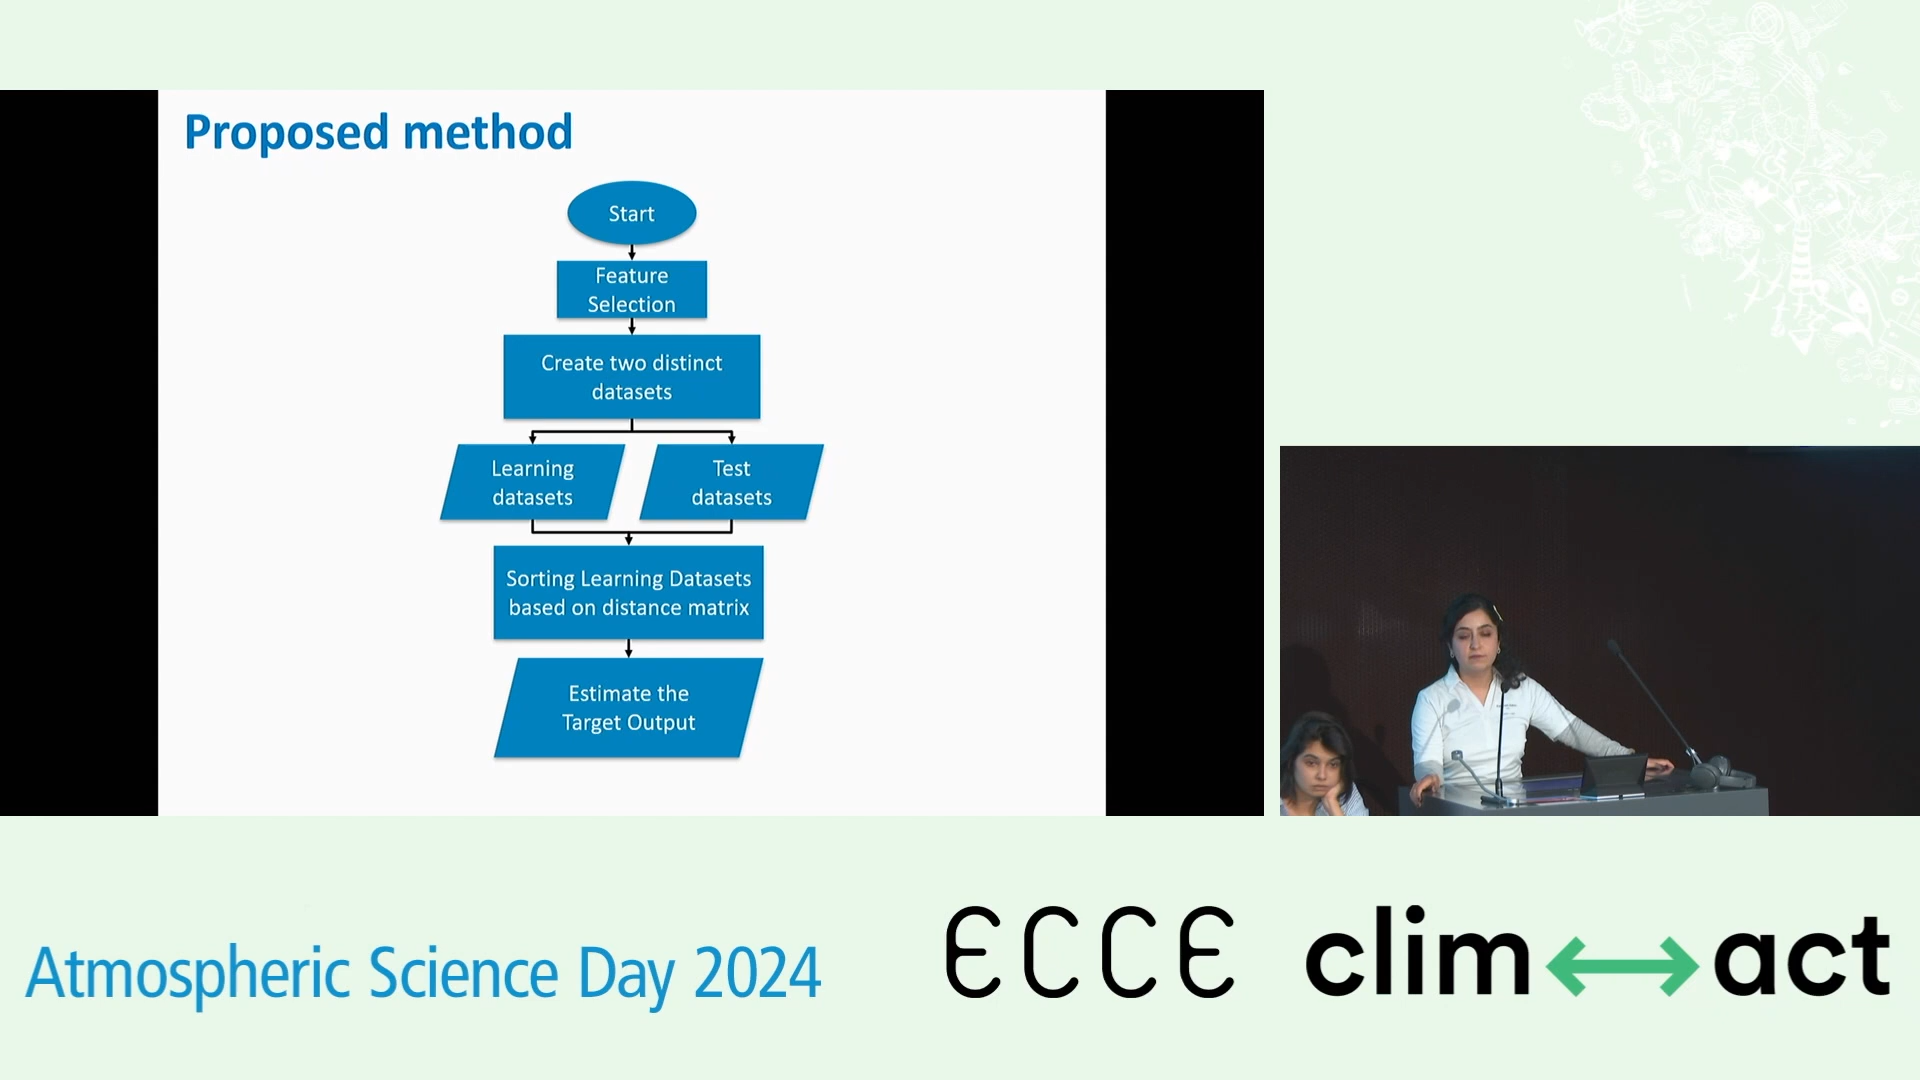 Proposed method
Start
Feature
Selection
Create two distinct
datasets
Learning
datasets
Test
datasets
Sorting Learning Datasets
based on distance matrix
Estimate the
Target Output
Atmospheric Science Day 2024
ECCE
clim act